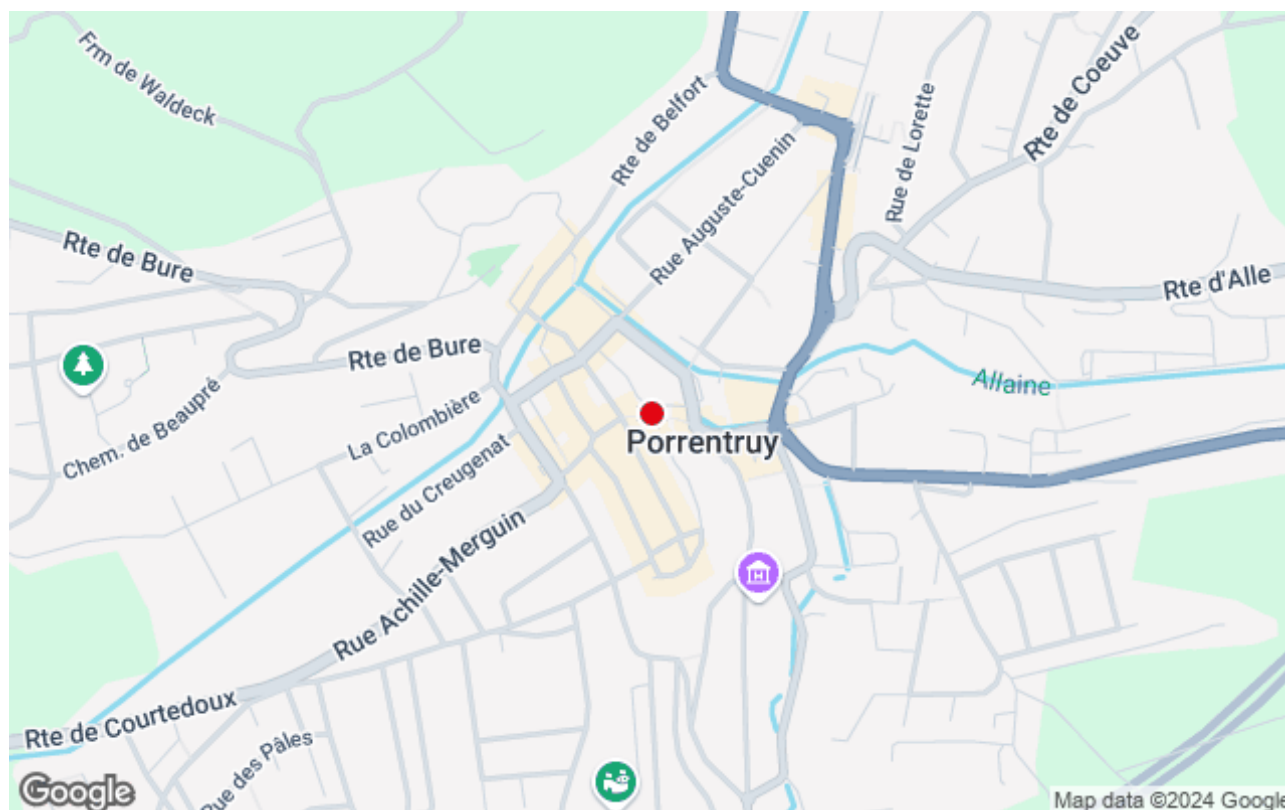 Frm de Waldeck
Rte de Belfort
Rue Auguste-Cuenin
Rue de Lorette
Rte de Coeuve
Rte de Bure
Rte d'Alle
Rte de Bure
Allaine
Chem. de Beaupré
La Colombière
Rue du Creugenat
Porrentruy
Rue Achille-Merguin
Rte de Courtedoux
Rue des Pâles
Google
Map data ©2024 Google